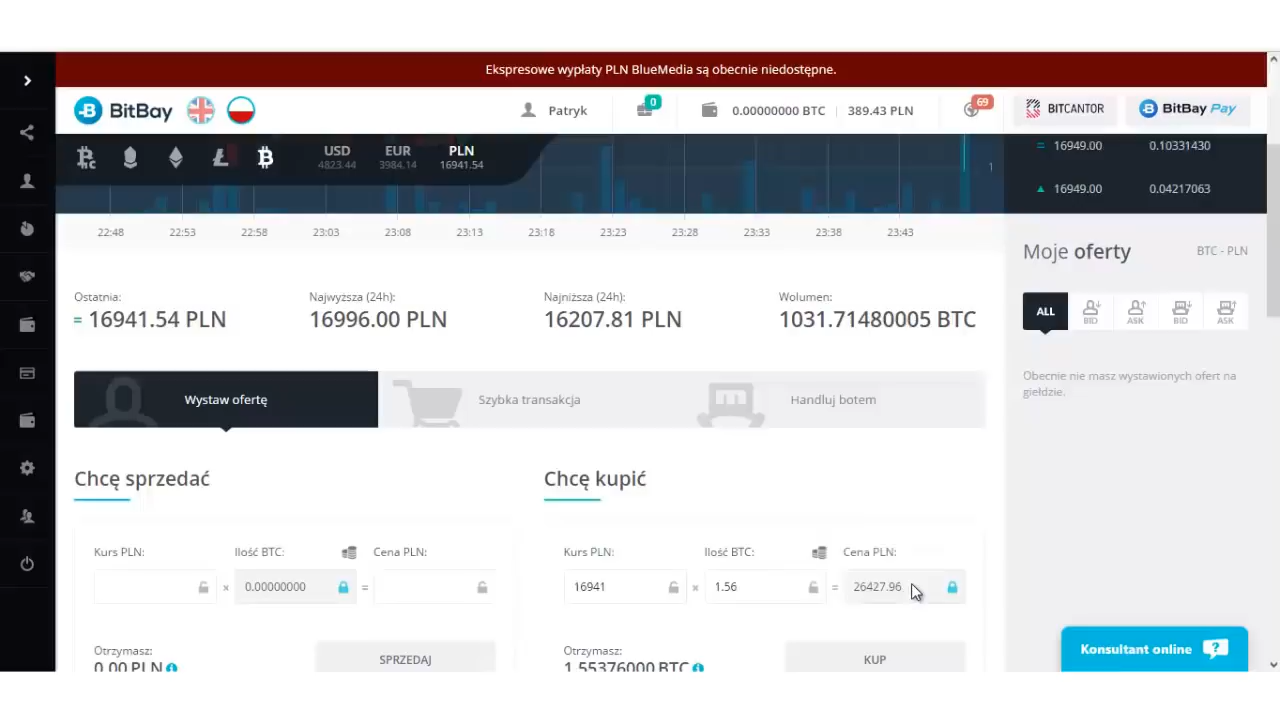 Ekspresowe wypłaty PLN BlueMedia są obecnie niedostępne.
BitBay
Patryk
0
0.00000000 BTC
389.43 PLN
69
BITCANTOR
BitBay Pay
USD
4823.44
EUR
3984.14
PLN
16941.54
= 16949.00 0.10331430
16949.00 0.04217063
22:48 22:53 22:58 23:03 23:08 23:13 23:18 23:23 23:28 23:33 23:38 23:43
Moje oferty
BTC - PLN
ALL
BID
ASK
BID
ASK
Obecnie nie masz wystawionych ofert na
giełdzie.
Ostatnia:
= 16941.54 PLN
Najwyższa (24h):
16996.00 PLN
Najniższa (24h):
16207.81 PLN
Wolumen:
1031.71480005 BTC
Wystaw ofertę
Szybka transakcja
Handluj botem
Chcę sprzedać
Kurs PLN: Ilość BTC: Cena PLN:
× 0.00000000 =
Otrzymasz:
0.00 PLN
SPRZEDAJ
Chcę kupić
Kurs PLN: Ilość BTC: Cena PLN:
16941 × 1.56 = 26427.96
Otrzymasz:
1.55376000 BTC
KUP
Konsultant online